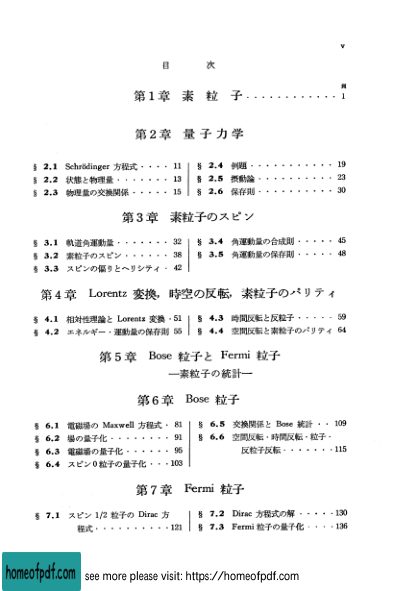 v
目 次
頁
第1章 素 粒 子 · · · · · · · · · · · · 1
第2章 量 子 力 学
§ 2.1 Schrödinger 方程式 · · · · 11
§ 2.2 状態と物理量 · · · · · · · 13
§ 2.3 物理量の交換関係 · · · · · 15
§ 2.4 例題 · · · · · · · · · · · 19
§ 2.5 摂動論 · · · · · · · · · · 23
§ 2.6 保存則 · · · · · · · · · · 30
第3章 素粒子のスピン
§ 3.1 軌道角運動量 · · · · · · · 32
§ 3.2 素粒子のスピン · · · · · · 38
§ 3.3 スピンの偏りとヘリシティ · 42
§ 3.4 角運動量の合成則 · · · · · 45
§ 3.5 角運動量の保存則 · · · · · 48
第4章 Lorentz 変換, 時空の反転, 素粒子のパリティ
§ 4.1 相対性理論と Lorentz 変換 · 51
§ 4.2 エネルギー・運動量の保存則 55
§ 4.3 時間反転と反粒子 · · · · · 59
§ 4.4 空間反転と素粒子のパリティ 64
第5章 Bose 粒子と Fermi 粒子
—素粒子の統計—
第6章 Bose 粒子
§ 6.1 電磁場の Maxwell 方程式 · 81
§ 6.2 場の量子化 · · · · · · · · 91
§ 6.3 電磁場の量子化 · · · · · · 95
§ 6.4 スピン0粒子の量子化 · · · 103
§ 6.5 交換関係と Bose 統計 · · 109
§ 6.6 空間反転・時間反転・粒子・
反粒子反転 · · · · · · · 115
第7章 Fermi 粒子
§ 7.1 スピン 1/2 粒子の Dirac 方
程式 · · · · · · · · · · 121
§ 7.2 Dirac 方程式の解 · · · · · 130
§ 7.3 Fermi 粒子の量子化 · · · · 136
homeofpdf.com
see more please visit: https://homeofpdf.com